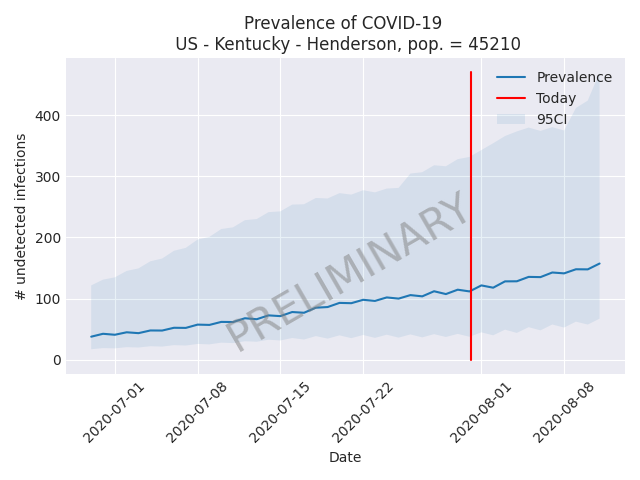 Prevalence of COVID-19
US - Kentucky - Henderson, pop. = 45210
Prevalence
Today
95CI
400
300
200
100
0
# undetected infections
PRELIMINARY
2020-07-01
2020-07-08
2020-07-15
2020-07-22
2020-08-01
2020-08-08
Date